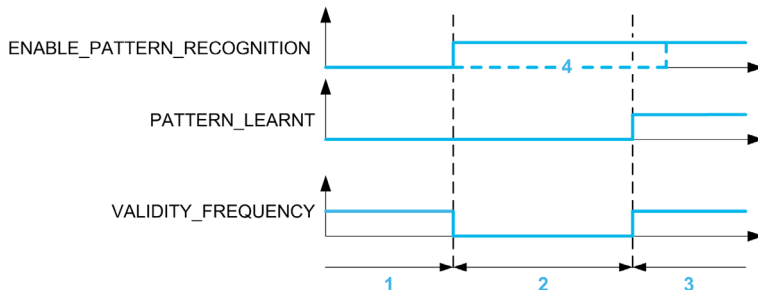 ENABLE_PATTERN_RECOGNITION
4
PATTERN_LEARNT
VALIDITY_FREQUENCY
1 2 3